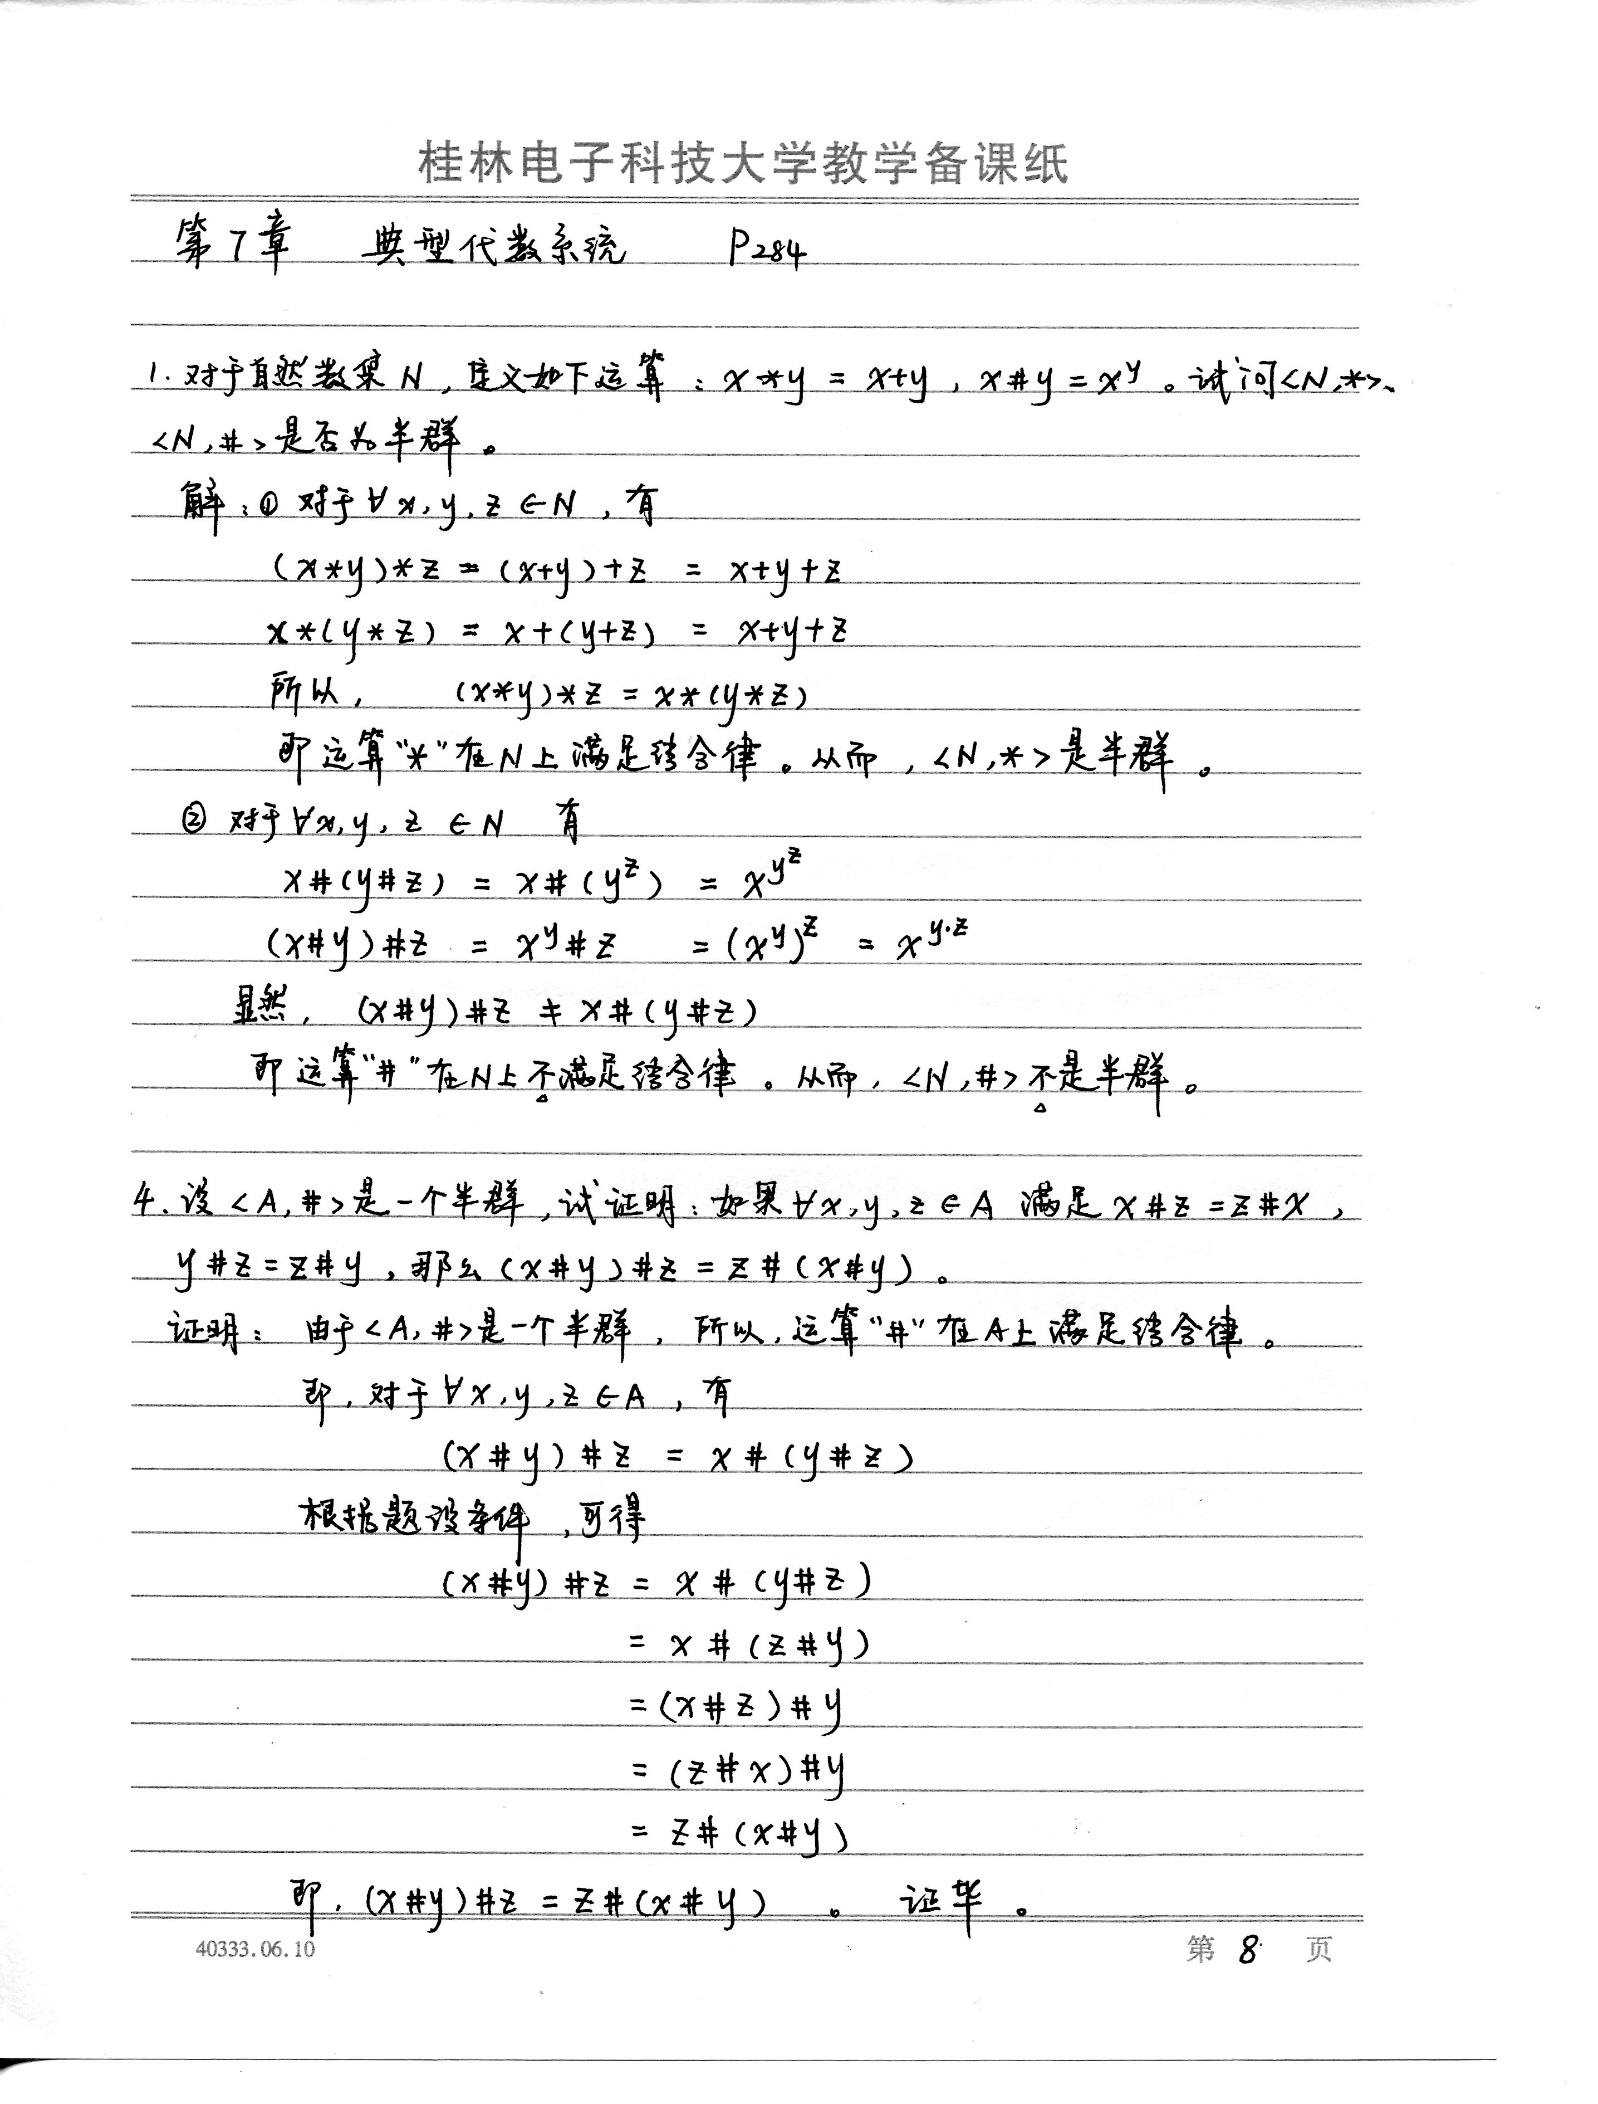 桂林电子科技大学教学备课纸
第7章 典型代数系统 P284
1. 对于自然数集N,定义如下运算:x*y = x+y, x#y = x^y。试问<N,*>、
<N,#>是否为半群。
解:① 对于∀x,y,z∈N,有
(x*y)*z = (x+y)+z = x+y+z
x*(y*z) = x+(y+z) = x+y+z
所以, (x*y)*z = x*(y*z)
即运算“*”在N上满足结合律。从而,<N,*>是半群。
② 对于∀x,y,z∈N 有
x#(y#z) = x#(y^z) = x^{y^z}
(x#y)#z = x^y#z = (x^y)^z = x^{y·z}
显然, (x#y)#z ≠ x#(y#z)
即运算“#”在N上不满足结合律。从而,<N,#>不是半群。
4. 设<A,#>是一个半群,试证明:如果∀x,y,z∈A 满足x#z=z#x,
y#z=z#y,那么(x#y)#z=z#(x#y)。
证明: 由于<A,#>是一个半群,所以,运算“#”在A上满足结合律。
即,对于∀x,y,z∈A,有
(x#y)#z = x#(y#z)
根据题设条件,可得
(x#y)#z = x#(y#z)
= x#(z#y)
=(x#z)#y
= (z#x)#y
= z#(x#y)
即,(x#y)#z = z#(x#y)。 证毕。
40333.06.10 第 8 页